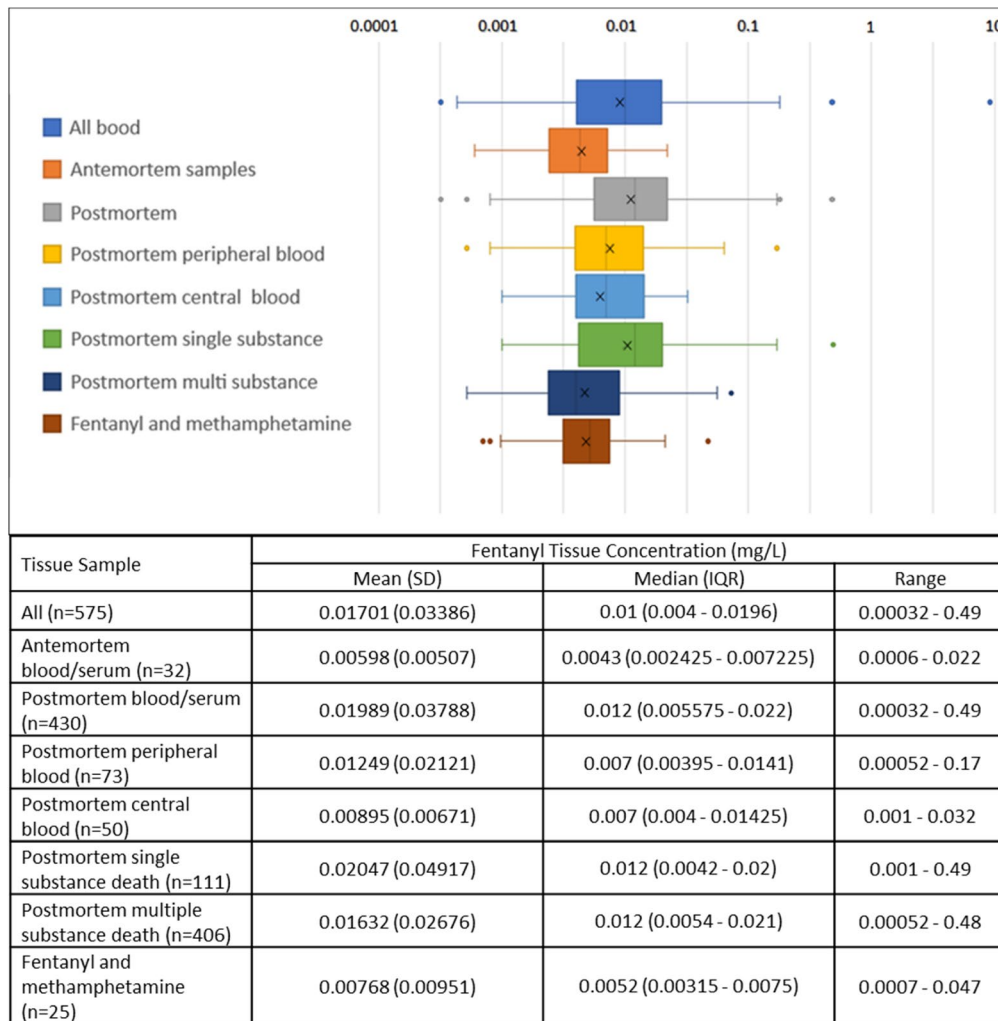 0.0001 0.001 0.01 0.1 1 10
All bood
Antemortem samples
Postmortem
Postmortem peripheral blood
Postmortem central  blood
Postmortem single substance
Postmortem multi substance
Fentanyl and methamphetamine
Tissue Sample
Fentanyl Tissue Concentration (mg/L)
Mean (SD) Median (IQR) Range
All (n=575) 0.01701 (0.03386) 0.01 (0.004 - 0.0196) 0.00032 - 0.49
Antemortem
blood/serum (n=32) 0.00598 (0.00507) 0.0043 (0.002425 - 0.007225) 0.0006 - 0.022
Postmortem blood/serum
(n=430) 0.01989 (0.03788) 0.012 (0.005575 - 0.022) 0.00032 - 0.49
Postmortem peripheral
blood (n=73) 0.01249 (0.02121) 0.007 (0.00395 - 0.0141) 0.00052 - 0.17
Postmortem central
blood (n=50) 0.00895 (0.00671) 0.007 (0.004 - 0.01425) 0.001 - 0.032
Postmortem single
substance death (n=111) 0.02047 (0.04917) 0.012 (0.0042 - 0.02) 0.001 - 0.49
Postmortem multiple
substance death (n=406) 0.01632 (0.02676) 0.012 (0.0054 - 0.021) 0.00052 - 0.48
Fentanyl and
methamphetamine
(n=25) 0.00768 (0.00951) 0.0052 (0.00315 - 0.0075) 0.0007 - 0.047